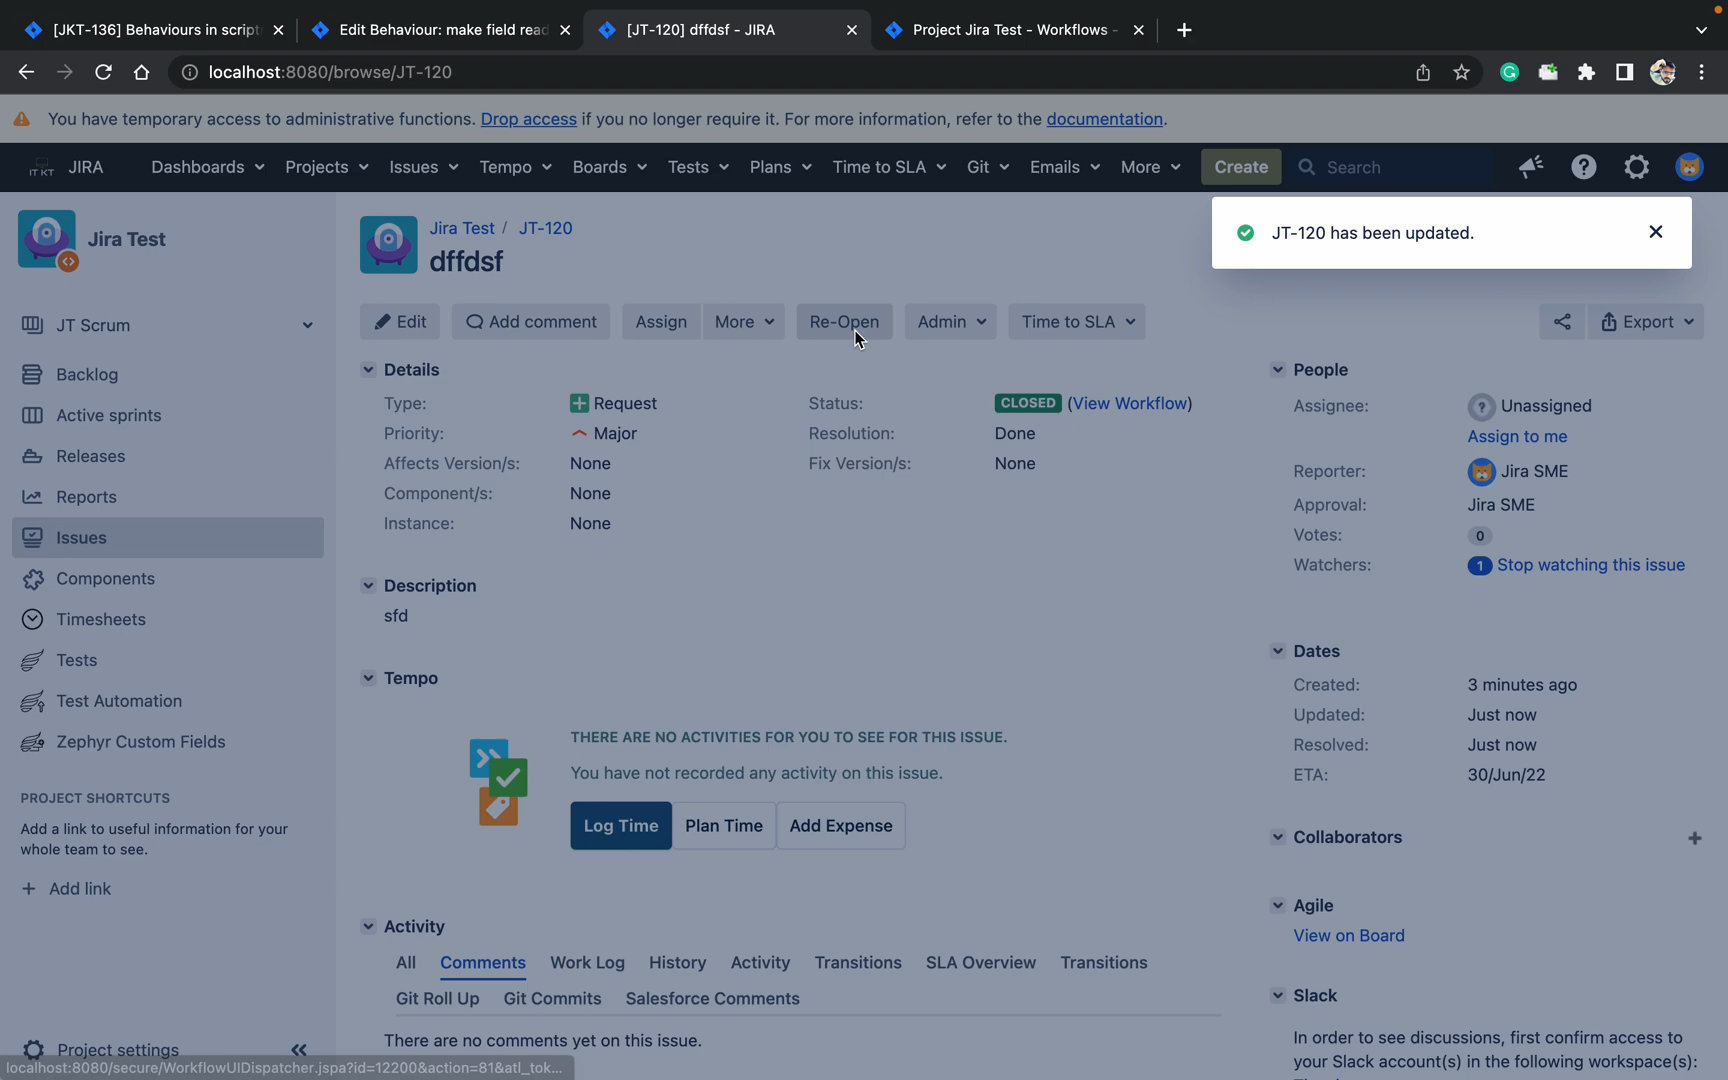 [JKT-136] Behaviours in script
Edit Behaviour: make field read
[JT-120] dffdsf - JIRA
Project Jira Test - Workflows -
localhost:8080/browse/JT-120
You have temporary access to administrative functions. Drop access if you no longer require it. For more information, refer to the documentation.
IT KT JIRA Dashboards Projects Issues Tempo Boards Tests Plans Time to SLA Git Emails More Create Search
Jira Test
Jira Test / JT-120
dffdsf
JT-120 has been updated.
Edit Add comment Assign More Re-Open Admin Time to SLA Export
JT Scrum
Backlog
Active sprints
Releases
Reports
Issues
Components
Timesheets
Tests
Test Automation
Zephyr Custom Fields
PROJECT SHORTCUTS
Add a link to useful information for your
whole team to see.
+ Add link
Project settings
Details
Type: Request Status: CLOSED (View Workflow)
Priority: Major Resolution: Done
Affects Version/s: None Fix Version/s: None
Component/s: None
Instance: None
Description
sfd
Tempo
THERE ARE NO ACTIVITIES FOR YOU TO SEE FOR THIS ISSUE.
You have not recorded any activity on this issue.
Log Time Plan Time Add Expense
Activity
All Comments Work Log History Activity Transitions SLA Overview Transitions
Git Roll Up Git Commits Salesforce Comments
There are no comments yet on this issue.
People
Assignee: Unassigned
Assign to me
Reporter: Jira SME
Approval: Jira SME
Votes: 0
Watchers: 1 Stop watching this issue
Dates
Created: 3 minutes ago
Updated: Just now
Resolved: Just now
ETA: 30/Jun/22
Collaborators
Agile
View on Board
Slack
In order to see discussions, first confirm access to
your Slack account(s) in the following workspace(s):
localhost:8080/secure/WorkflowUIDispatcher.jspa?id=12200&action=81&atl_tok...